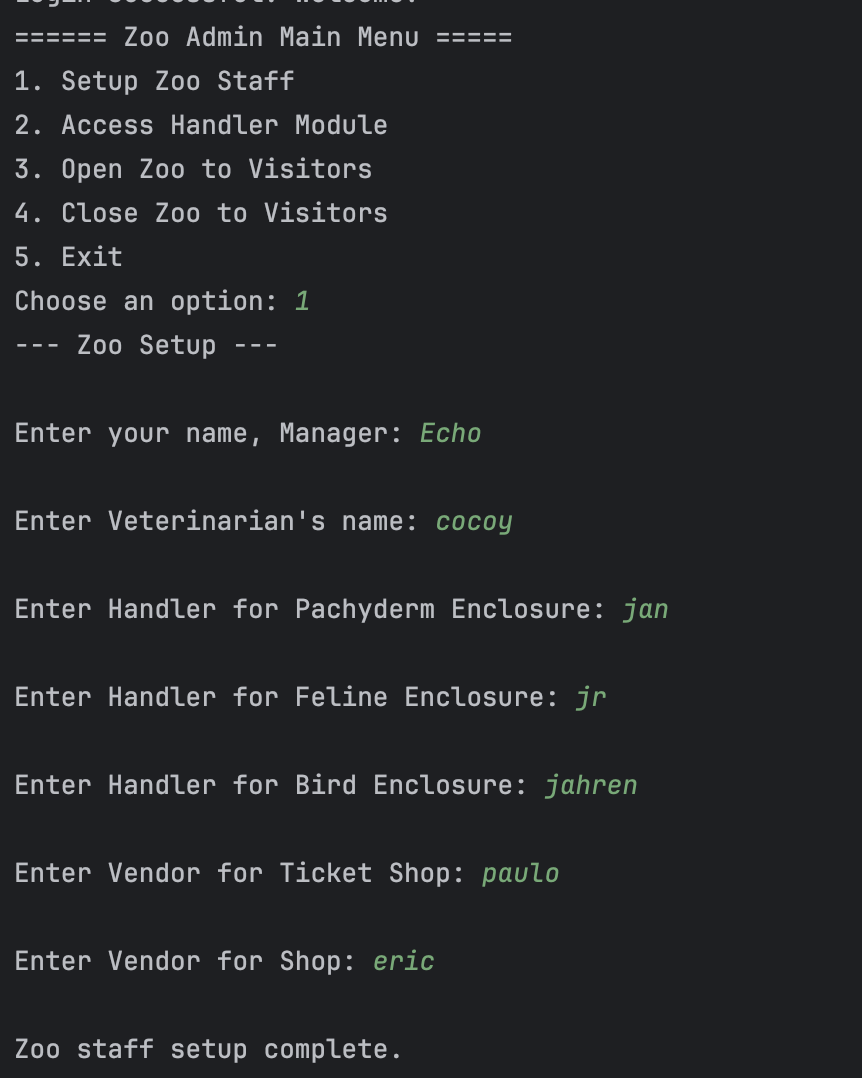 ====== Zoo Admin Main Menu =====
1. Setup Zoo Staff
2. Access Handler Module
3. Open Zoo to Visitors
4. Close Zoo to Visitors
5. Exit
Choose an option: 1
--- Zoo Setup ---
Enter your name, Manager: Echo
Enter Veterinarian's name: cocoy
Enter Handler for Pachyderm Enclosure: jan
Enter Handler for Feline Enclosure: jr
Enter Handler for Bird Enclosure: jahren
Enter Vendor for Ticket Shop: paulo
Enter Vendor for Shop: eric
Zoo staff setup complete.